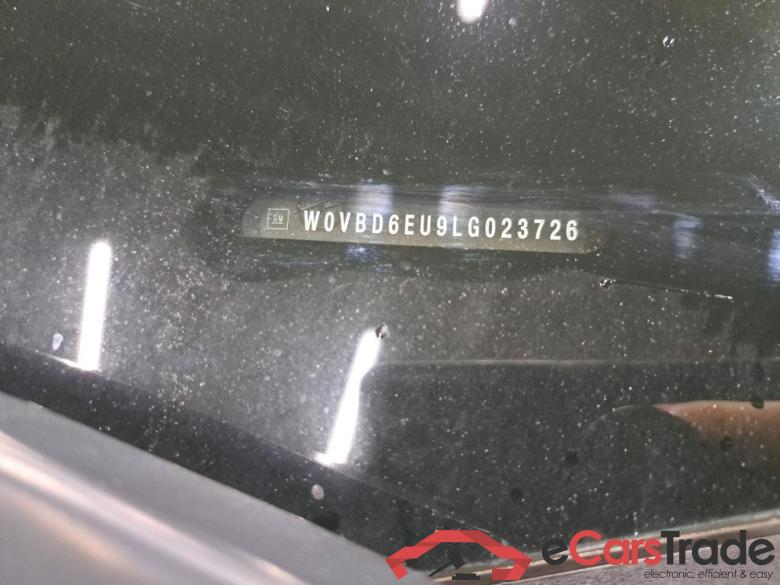 GM W0VBD6EU9LG023726
eCarsTrade
electronic, efficient & easy